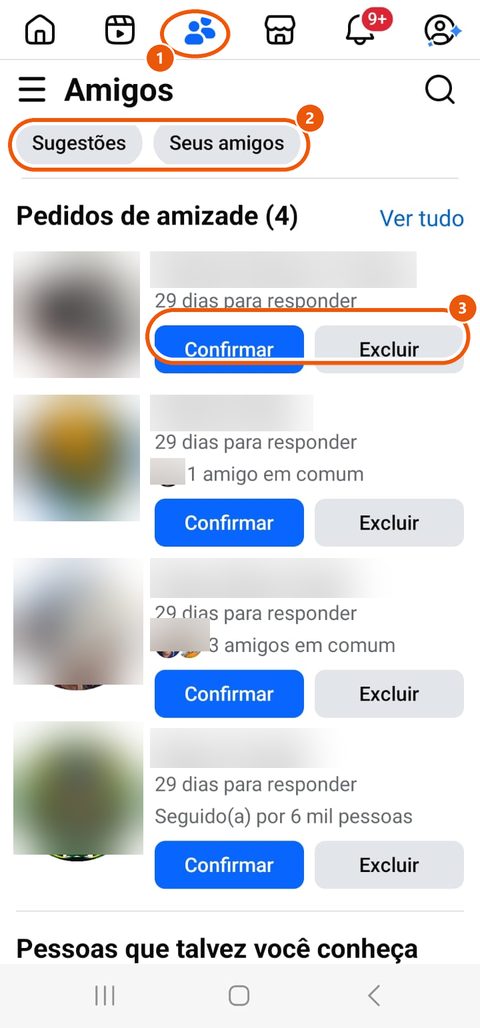 9+
1
Amigos
2
Sugestões Seus amigos
Pedidos de amizade (4) Ver tudo
29 dias para responder
3
Confirmar Excluir
29 dias para responder
1 amigo em comum
Confirmar Excluir
29 dias para responder
3 amigos em comum
Confirmar Excluir
29 dias para responder
Seguido(a) por 6 mil pessoas
Confirmar Excluir
Pessoas que talvez você conheça